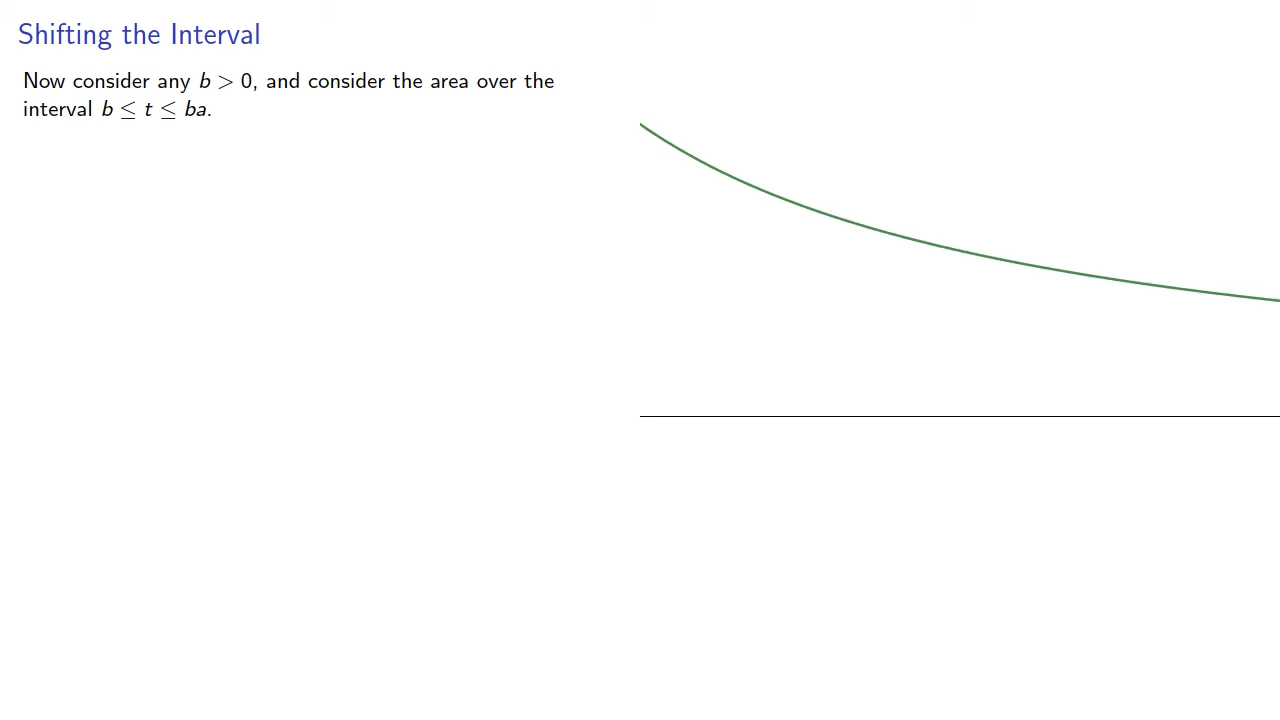 Shifting the Interval
Now consider any b > 0, and consider the area over the
interval b ≤ t ≤ ba.